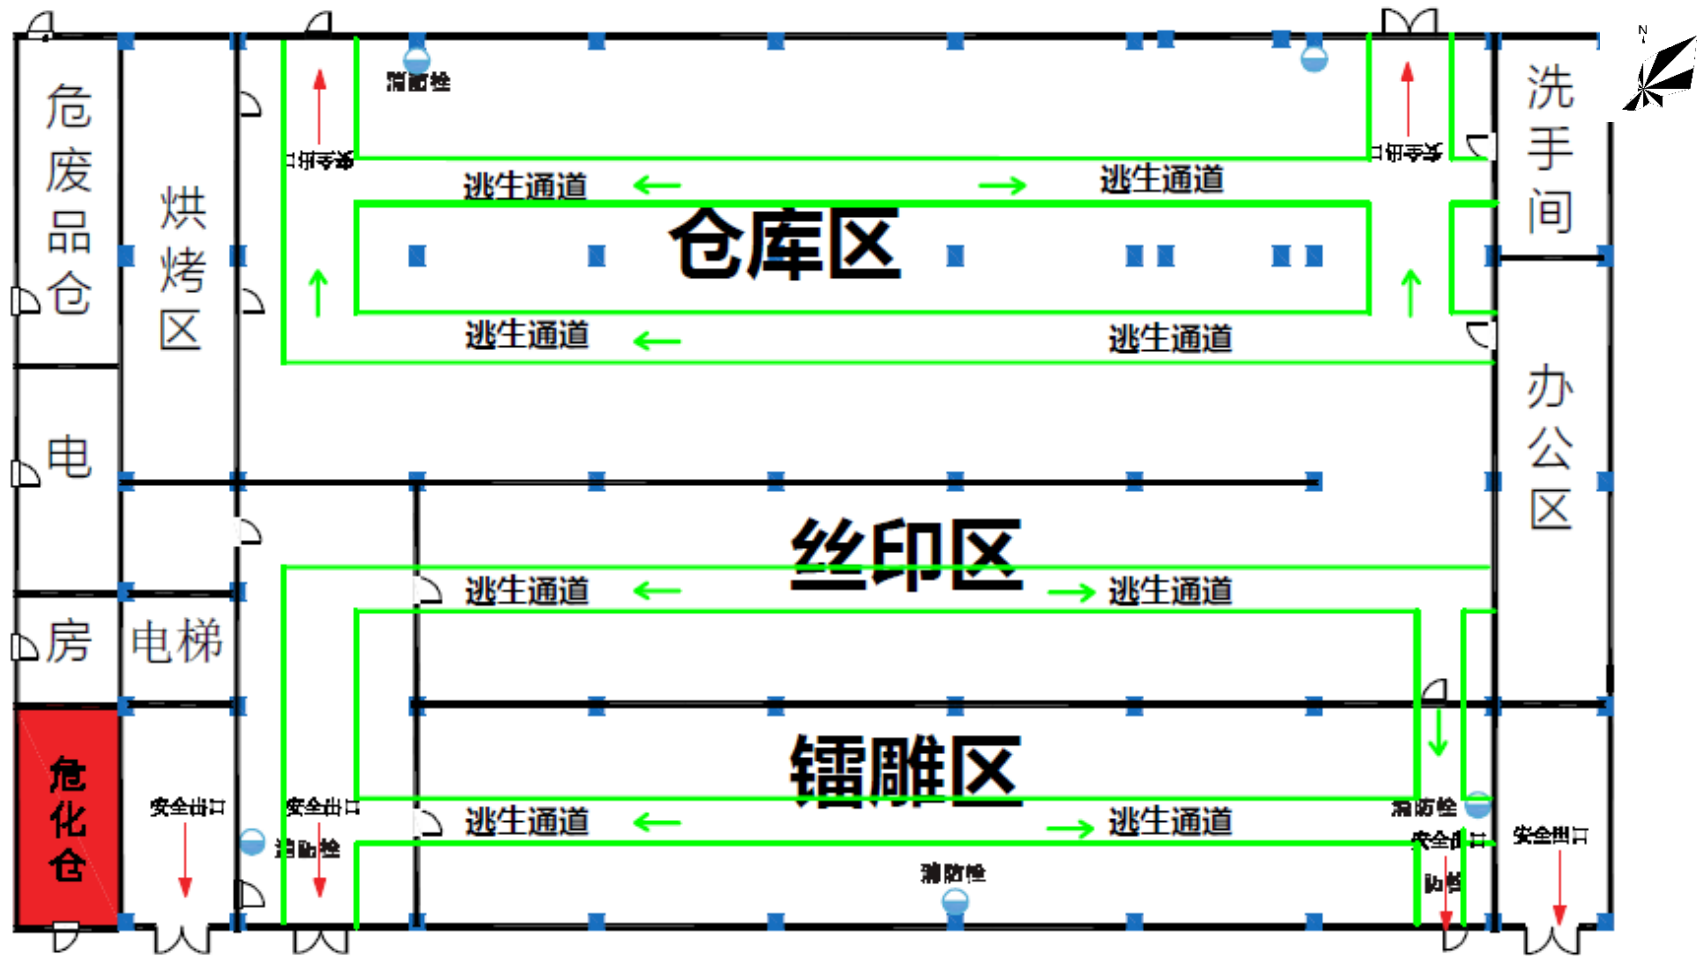 N
消防栓
安全出口
安全出口
危废品仓
烘烤区
洗手间
逃生通道
逃生通道
仓库区
逃生通道
逃生通道
办公区
电
丝印区
逃生通道
逃生通道
房
电梯
镭雕区
危化仓
安全出口
安全出口
逃生通道
逃生通道
消防栓
安全出口
安全出口
消防栓
消防栓
防栓